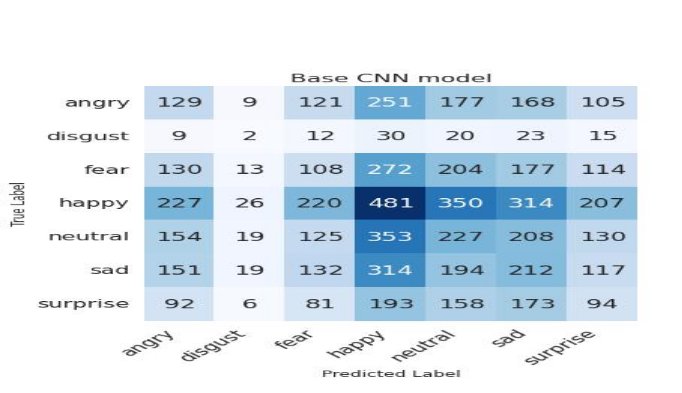 Base CNN model
True Label
angry 129 9 121 251 177 168 105
disgust 9 2 12 30 20 23 15
fear 130 13 108 272 204 177 114
happy 227 26 220 481 350 314 207
neutral 154 19 125 353 227 208 130
sad 151 19 132 314 194 212 117
surprise 92 6 81 193 158 173 94
angry disgust fear happy neutral sad surprise
Predicted Label